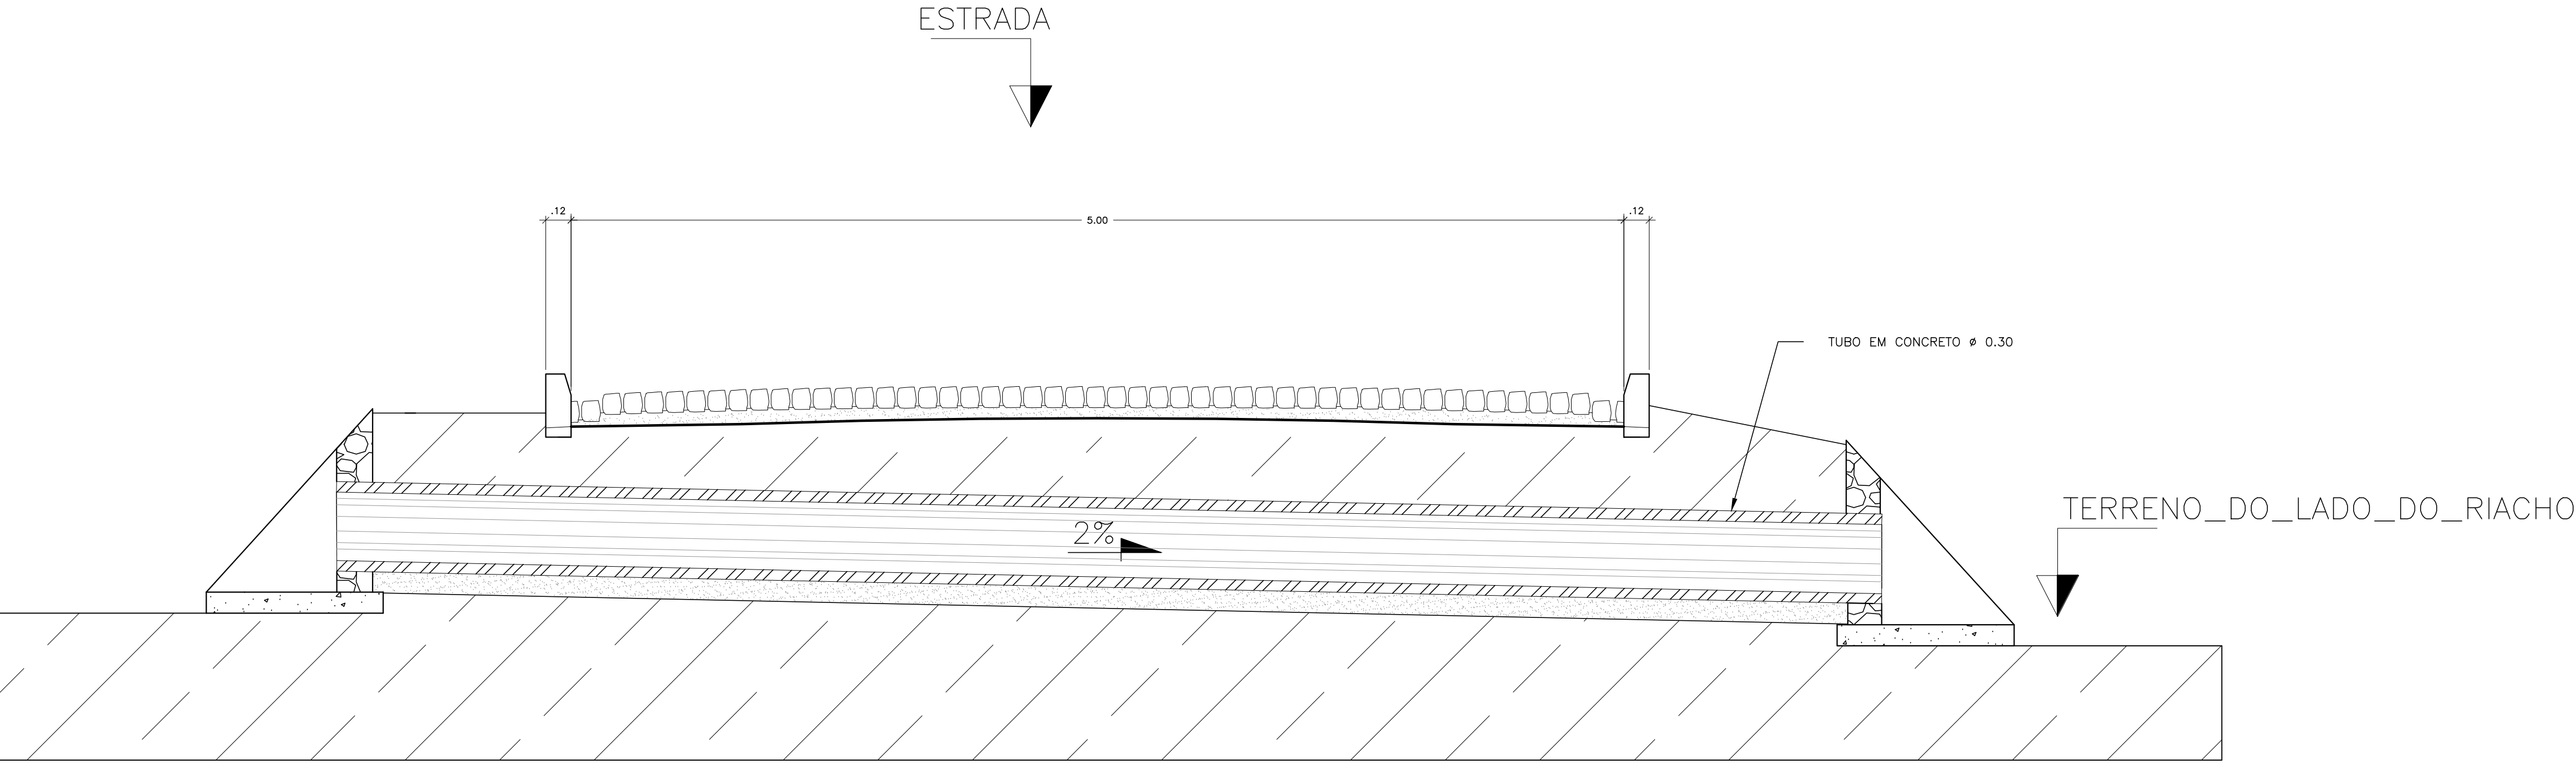 ESTRADA
.12
5.00
.12
TUBO EM CONCRETO ø 0.30
TERRENO_DO_LADO_DO_RIACHO
2%